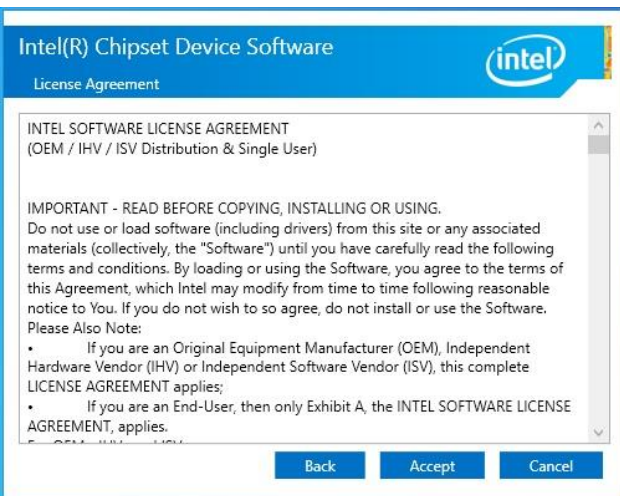 Intel(R) Chipset Device Software
intel
License Agreement
INTEL SOFTWARE LICENSE AGREEMENT
(OEM / IHV / ISV Distribution & Single User)
IMPORTANT - READ BEFORE COPYING, INSTALLING OR USING.
Do not use or load software (including drivers) from this site or any associated
materials (collectively, the "Software") until you have carefully read the following
terms and conditions. By loading or using the Software, you agree to the terms of
this Agreement, which Intel may modify from time to time following reasonable
notice to You. If you do not wish to so agree, do not install or use the Software.
Please Also Note:
• If you are an Original Equipment Manufacturer (OEM), Independent
Hardware Vendor (IHV) or Independent Software Vendor (ISV), this complete
LICENSE AGREEMENT applies;
• If you are an End-User, then only Exhibit A, the INTEL SOFTWARE LICENSE
AGREEMENT, applies.
Back Accept Cancel